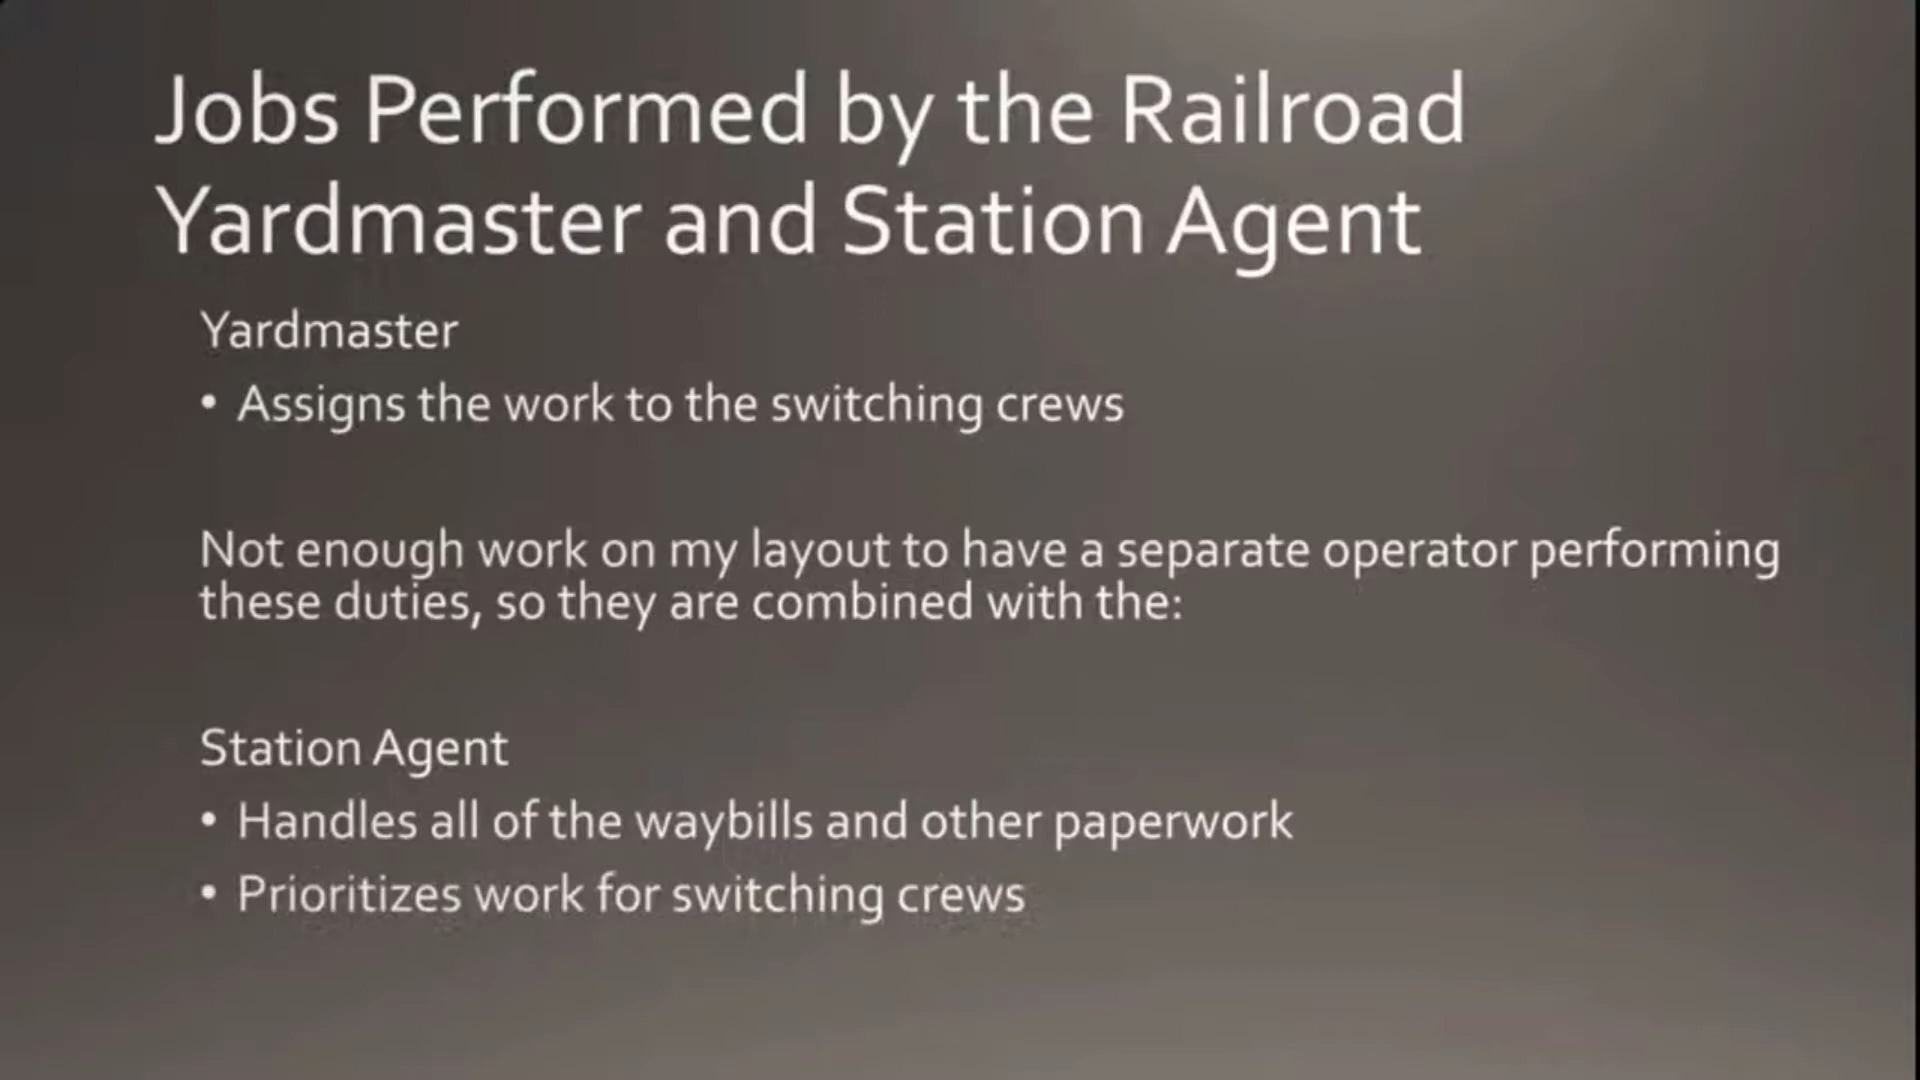 Jobs Performed by the Railroad
Yardmaster and Station Agent
Yardmaster
• Assigns the work to the switching crews
Not enough work on my layout to have a separate operator performing
these duties, so they are combined with the:
Station Agent
• Handles all of the waybills and other paperwork
• Prioritizes work for switching crews